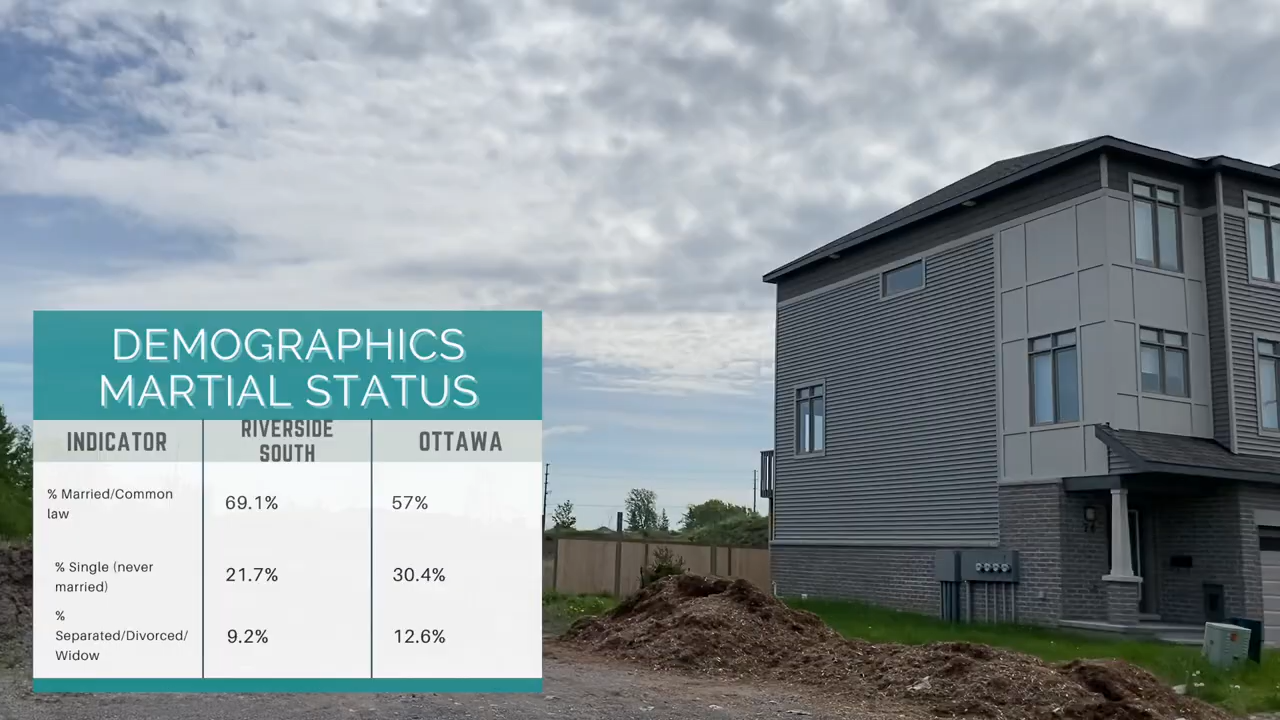 DEMOGRAPHICS
MARTIAL STATUS
INDICATOR
RIVERSIDE
SOUTH
OTTAWA
% Married/Common
law
69.1%
57%
% Single (never
married)
21.7%
30.4%
%
Separated/Divorced/
Widow
9.2%
12.6%